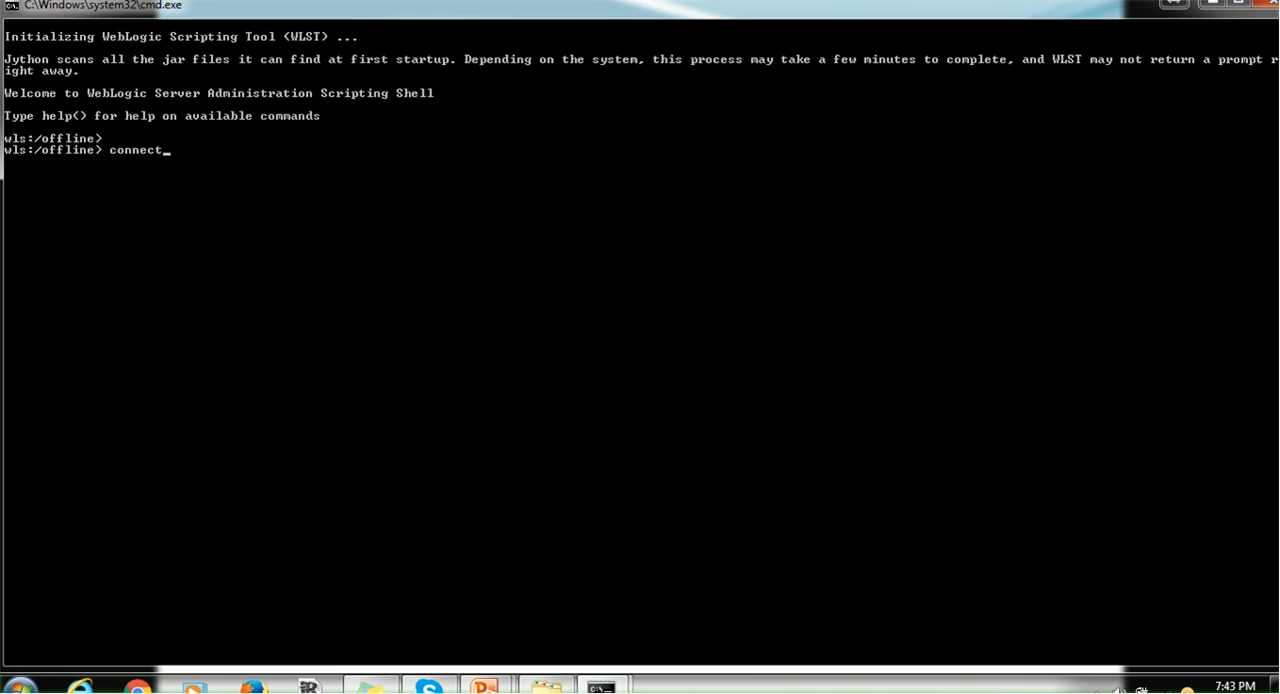 C:\Windows\system32\cmd.exe
Initializing WebLogic Scripting Tool (WLST) ...
Jython scans all the jar files it can find at first startup. Depending on the system, this process may take a few minutes to complete, and WLST may not return a prompt r
ight away.
Welcome to WebLogic Server Administration Scripting Shell
Type help() for help on available commands
wls:/offline>
wls:/offline> connect_
7:43 PM